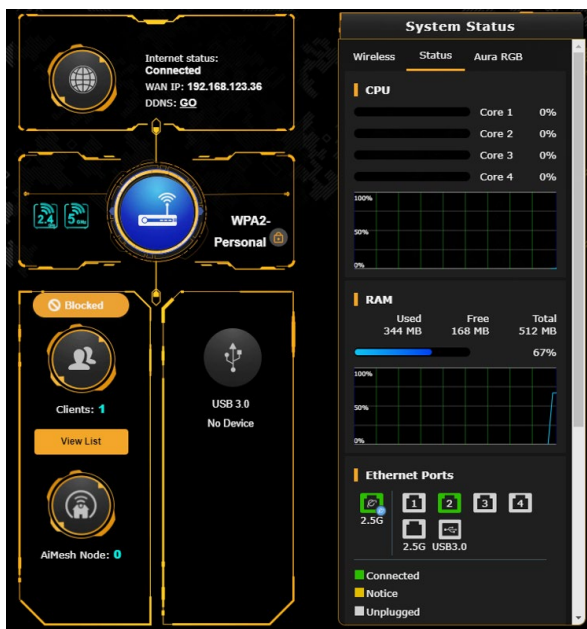 Internet status:
Connected
WAN IP: 192.168.123.36
DDNS: GO
2.4
5
WPA2-
Personal
Blocked
Clients: 1
View List
AiMesh Node: 0
USB 3.0
No Device
System Status
Wireless Status Aura RGB
CPU
Core 1 0%
Core 2 0%
Core 3 0%
Core 4 0%
100%
50%
0%
RAM
Used Free Total
344 MB 168 MB 512 MB
67%
100%
50%
0%
Ethernet Ports
1 2 3 4
2.5G
2.5G USB3.0
Connected
Notice
Unplugged